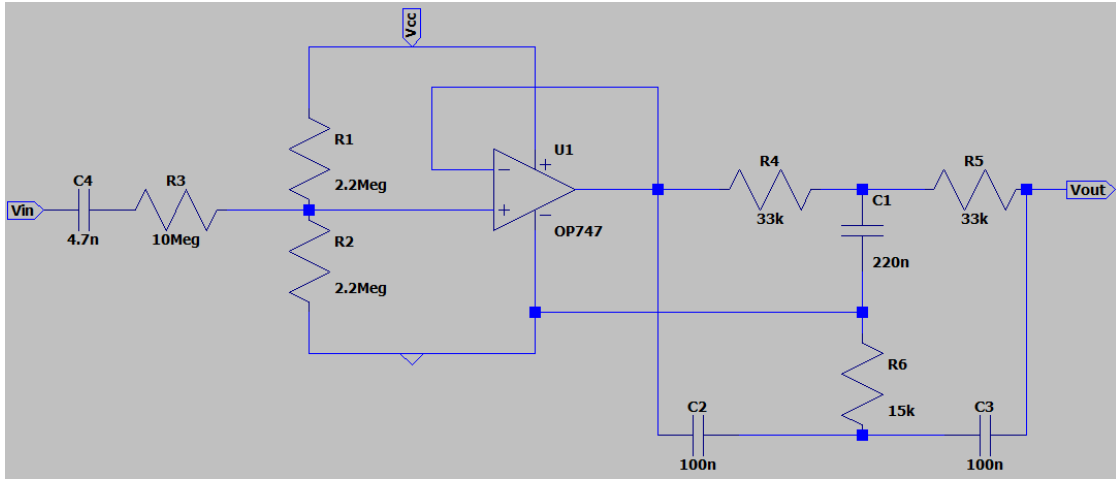 Vcc
R1
2.2Meg
U1
OP747
C4
4.7n
R3
10Meg
Vin
R2
2.2Meg
R4
33k
R5
33k
Vout
C1
220n
R6
15k
C2
100n
C3
100n